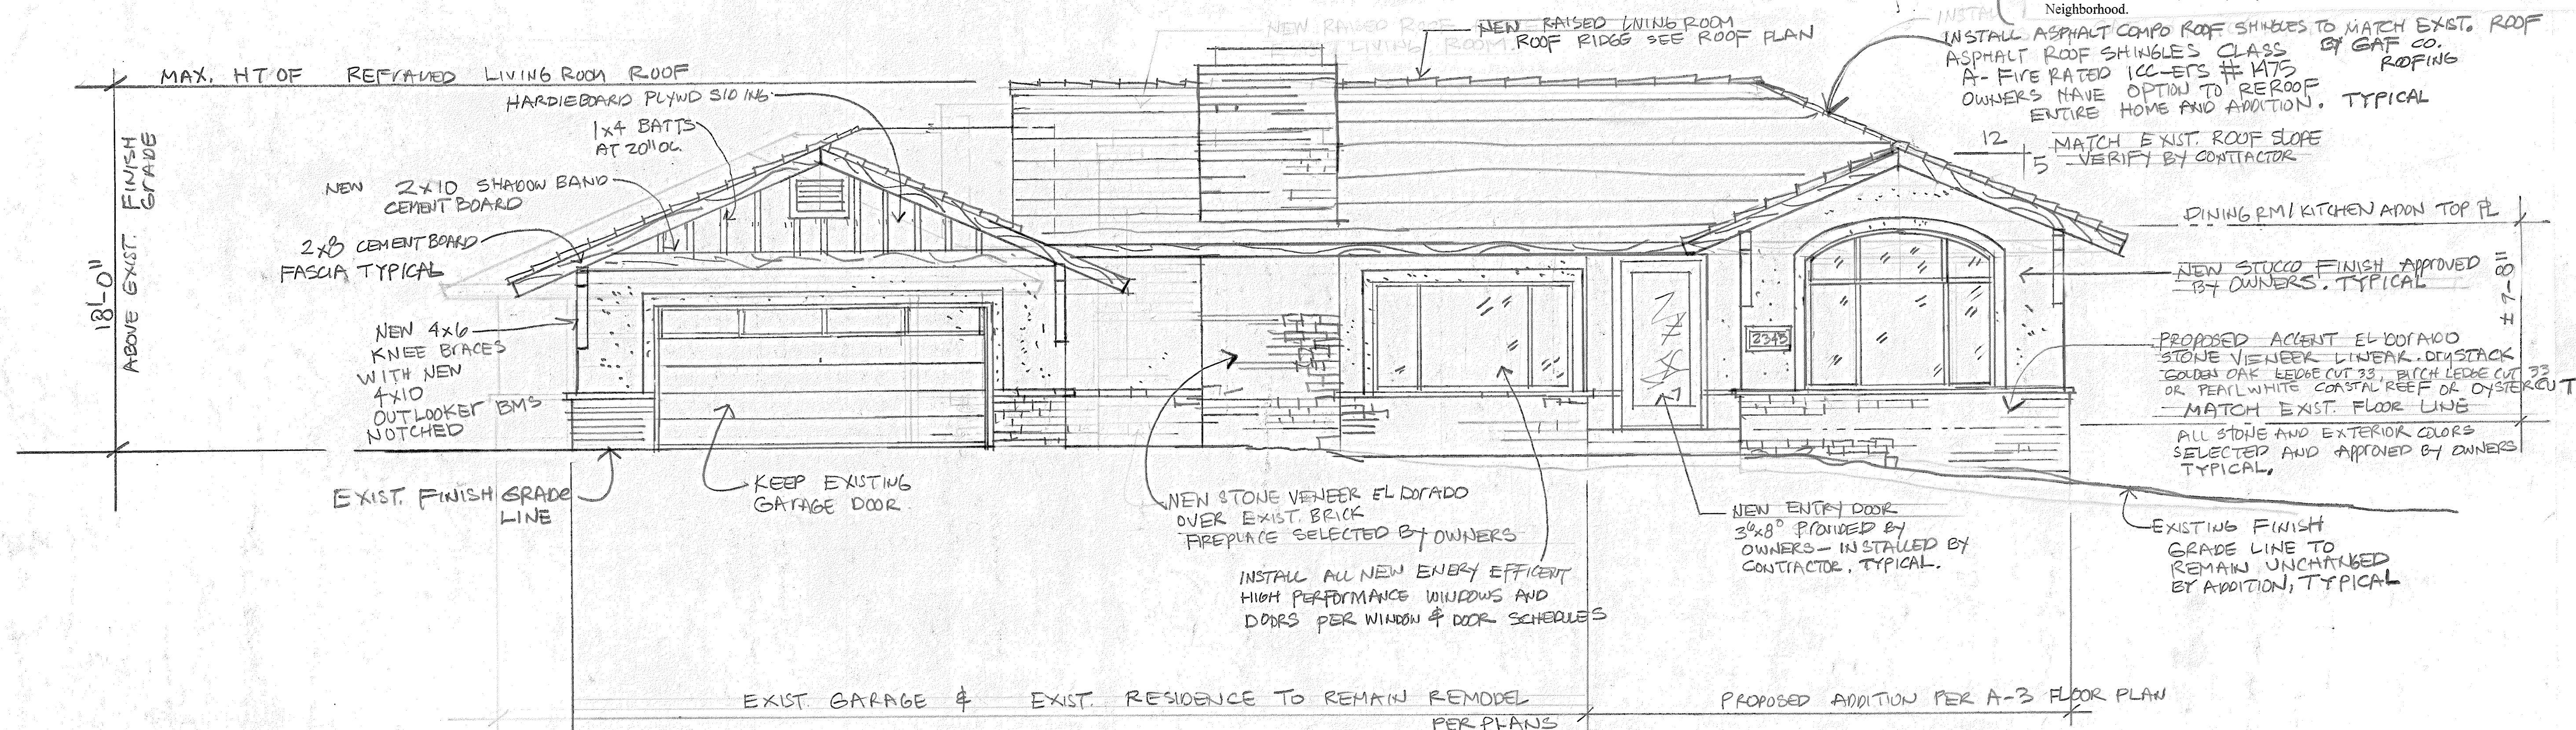 Neighborhood.
NEW RAISED LIVING ROOM
ROOF RIDGE SEE ROOF PLAN
INSTALL ASPHALT COMPO ROOF SHINGLES TO MATCH EXIST. ROOF
ASPHALT ROOF SHINGLES CLASS BY GAF CO.
A-FIRE RATED ICC-ERS # 1475 ROOFING
OWNERS HAVE OPTION TO REROOF
ENTIRE HOME AND ADDITION. TYPICAL
12
5
MATCH EXIST. ROOF SLOPE
VERIFY BY CONTRACTOR
MAX. HT OF REFRAMED LIVING ROOM ROOF
HARDIEBOARD PLYWD SIDING
1x4 BATTS
AT 20" OC.
NEW 2x10 SHADOW BAND
CEMENT BOARD
2x8 CEMENT BOARD
FASCIA TYPICAL
18'-0"
ABOVE EXIST. FINISH
GRADE
NEW 4x6
KNEE BRACES
WITH NEW
4x10
OUTLOOKER BMS
NOTCHED
EXIST. FINISH GRADE
LINE
KEEP EXISTING
GARAGE DOOR
2345
DINING RM/KITCHEN ADDN TOP PL
± 7-8"
NEW STUCCO FINISH APPROVED
BY OWNERS. TYPICAL
PROPOSED ACCENT EL DORADO
STONE VENEER LINEAR. DRYSTACK
GOLDEN OAK LEDGE CUT 33, BIRCH LEDGE CUT 33
OR PEARL WHITE COASTAL REEF OR OYSTER CUT
MATCH EXIST. FLOOR LINE
ALL STONE AND EXTERIOR COLORS
SELECTED AND APPROVED BY OWNERS
TYPICAL.
NEW STONE VENEER EL DORADO
OVER EXIST. BRICK
FIREPLACE SELECTED BY OWNERS
INSTALL ALL NEW ENERY EFFICENT
HIGH PERFORMANCE WINDOWS AND
DOORS PER WINDOW & DOOR SCHEDULES
NEW ENTRY DOOR
3⁶x8⁰ PROVIDED BY
OWNERS - INSTALLED BY
CONTRACTOR, TYPICAL.
EXISTING FINISH
GRADE LINE TO
REMAIN UNCHANGED
BY ADDITION, TYPICAL
EXIST. GARAGE & EXIST. RESIDENCE TO REMAIN REMODEL
PER PLANS
PROPOSED ADDITION PER A-3 FLOOR PLAN